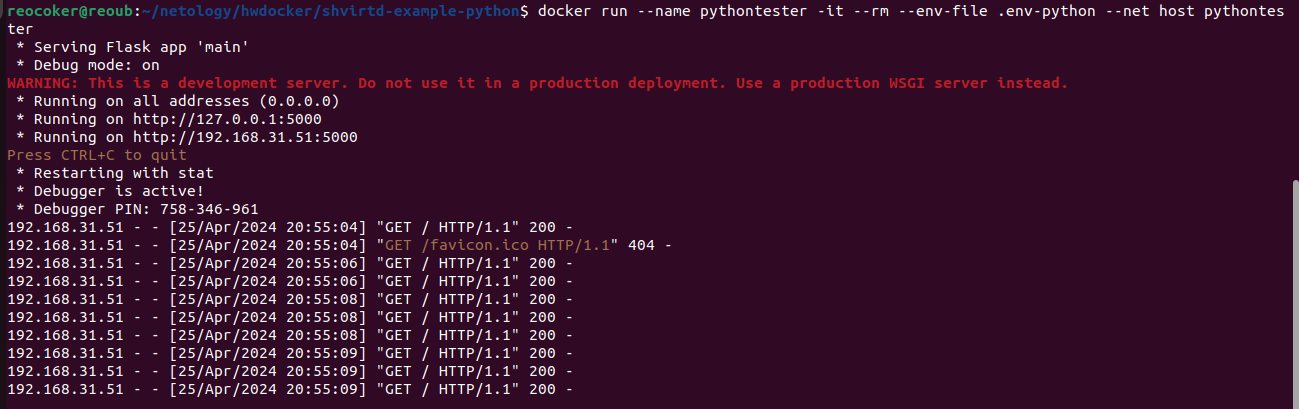 reocoker@reoub:~/netology/hwdocker/shvirtd-example-python$ docker run --name pythontester -it --rm --env-file .env-python --net host pythontes
ter
 * Serving Flask app 'main'
 * Debug mode: on
WARNING: This is a development server. Do not use it in a production deployment. Use a production WSGI server instead.
 * Running on all addresses (0.0.0.0)
 * Running on http://127.0.0.1:5000
 * Running on http://192.168.31.51:5000
Press CTRL+C to quit
 * Restarting with stat
 * Debugger is active!
 * Debugger PIN: 758-346-961
192.168.31.51 - - [25/Apr/2024 20:55:04] "GET / HTTP/1.1" 200 -
192.168.31.51 - - [25/Apr/2024 20:55:04] "GET /favicon.ico HTTP/1.1" 404 -
192.168.31.51 - - [25/Apr/2024 20:55:06] "GET / HTTP/1.1" 200 -
192.168.31.51 - - [25/Apr/2024 20:55:06] "GET / HTTP/1.1" 200 -
192.168.31.51 - - [25/Apr/2024 20:55:08] "GET / HTTP/1.1" 200 -
192.168.31.51 - - [25/Apr/2024 20:55:08] "GET / HTTP/1.1" 200 -
192.168.31.51 - - [25/Apr/2024 20:55:08] "GET / HTTP/1.1" 200 -
192.168.31.51 - - [25/Apr/2024 20:55:09] "GET / HTTP/1.1" 200 -
192.168.31.51 - - [25/Apr/2024 20:55:09] "GET / HTTP/1.1" 200 -
192.168.31.51 - - [25/Apr/2024 20:55:09] "GET / HTTP/1.1" 200 -